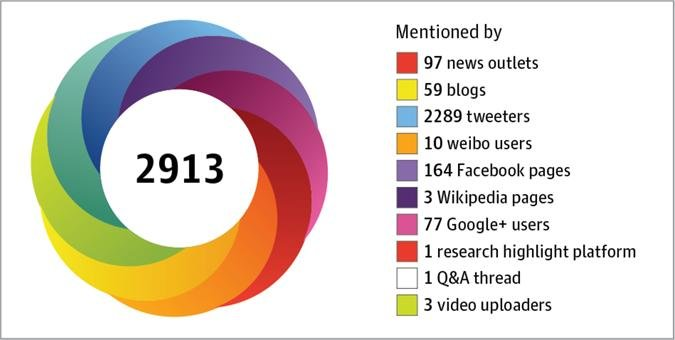 2913
Mentioned by
97 news outlets
59 blogs
2289 tweeters
10 weibo users
164 Facebook pages
3 Wikipedia pages
77 Google+ users
1 research highlight platform
1 Q&A thread
3 video uploaders